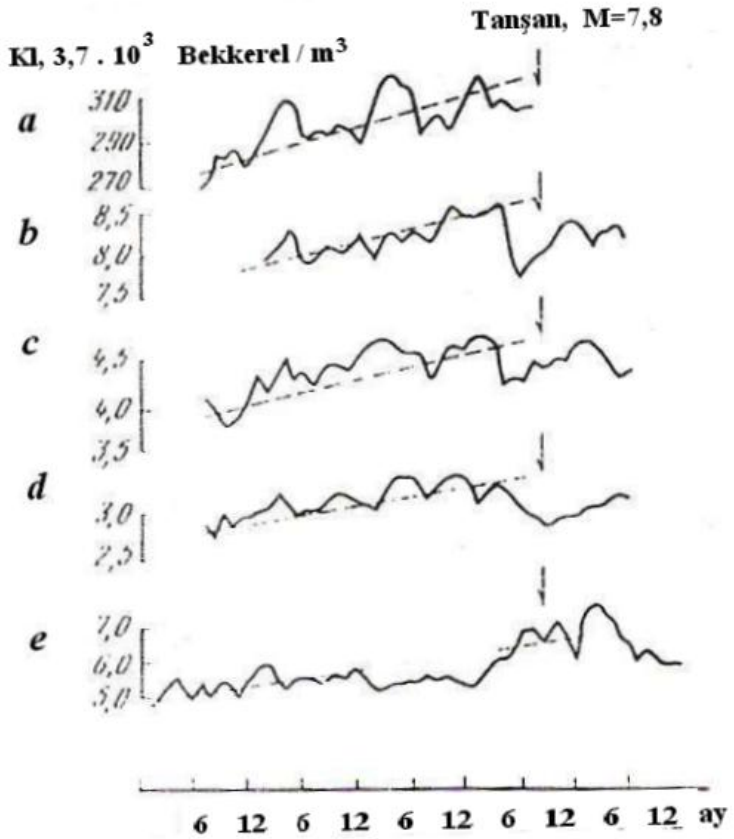 Tanşan, M=7,8
Kl, 3,7 . 10³ Bekkerel / m³
a
310
290
270
b
8,5
8,0
7,5
c
4,5
4,0
3,5
d
3,0
2,5
e
7,0
6,0
5,0
6 12 6 12 6 12 6 12 6 12 ay